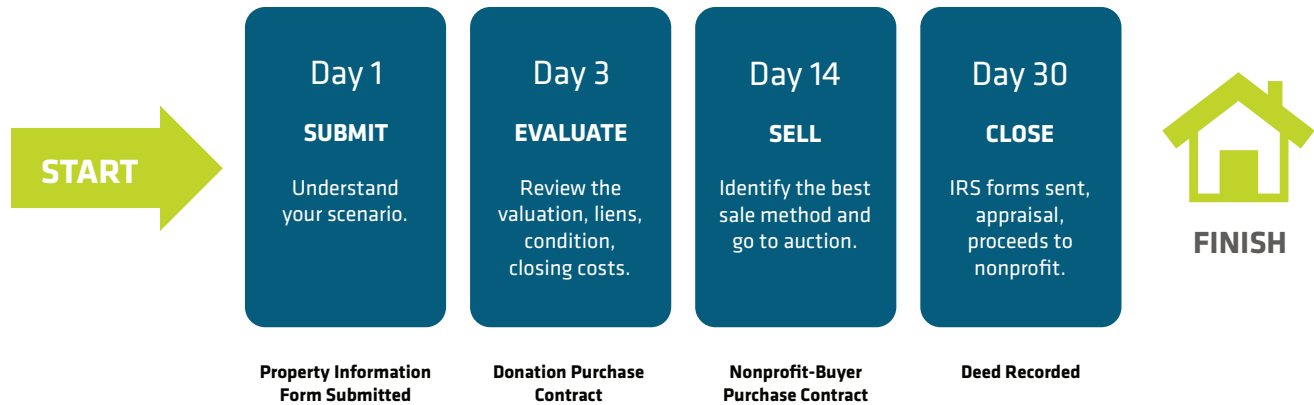 START
Day 1
SUBMIT
Understand
your scenario.
Property Information
Form Submitted
Day 3
EVALUATE
Review the
valuation, liens,
condition,
closing costs.
Donation Purchase
Contract
Day 14
SELL
Identify the best
sale method and
go to auction.
Nonprofit-Buyer
Purchase Contract
Day 30
CLOSE
IRS forms sent,
appraisal,
proceeds to
nonprofit.
Deed Recorded
FINISH